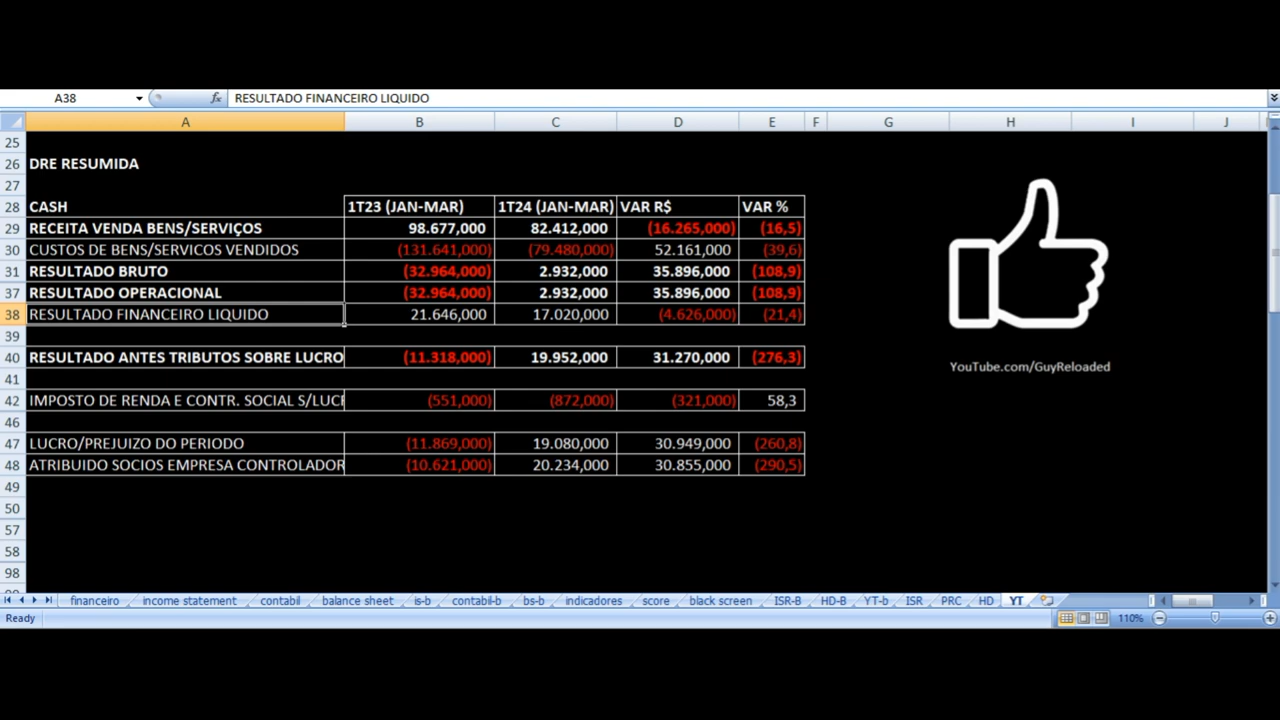 A38 fx RESULTADO FINANCEIRO LIQUIDO
A B C D E F G H I J
25
26 DRE RESUMIDA
27
28 CASH 1T23 (JAN-MAR) 1T24 (JAN-MAR) VAR R$ VAR %
29 RECEITA VENDA BENS/SERVIÇOS 98.677,000 82.412,000 (16.265,000) (16,5)
30 CUSTOS DE BENS/SERVICOS VENDIDOS (131.641,000) (79.480,000) 52.161,000 (39,6)
31 RESULTADO BRUTO (32.964,000) 2.932,000 35.896,000 (108,9)
37 RESULTADO OPERACIONAL (32.964,000) 2.932,000 35.896,000 (108,9)
38 RESULTADO FINANCEIRO LIQUIDO 21.646,000 17.020,000 (4.626,000) (21,4)
39
40 RESULTADO ANTES TRIBUTOS SOBRE LUCRO (11.318,000) 19.952,000 31.270,000 (276,3)
YouTube.com/GuyReloaded
41
42 IMPOSTO DE RENDA E CONTR. SOCIAL S/LUCR (551,000) (872,000) (321,000) 58,3
46
47 LUCRO/PREJUIZO DO PERIODO (11.869,000) 19.080,000 30.949,000 (260,8)
48 ATRIBUIDO SOCIOS EMPRESA CONTROLADOR (10.621,000) 20.234,000 30.855,000 (290,5)
49
50
57
58
98
financeiro income statement contabil balance sheet is-b contabil-b bs-b indicadores score black screen ISR-B HD-B YT-b ISR PRC HD YT
Ready 110%